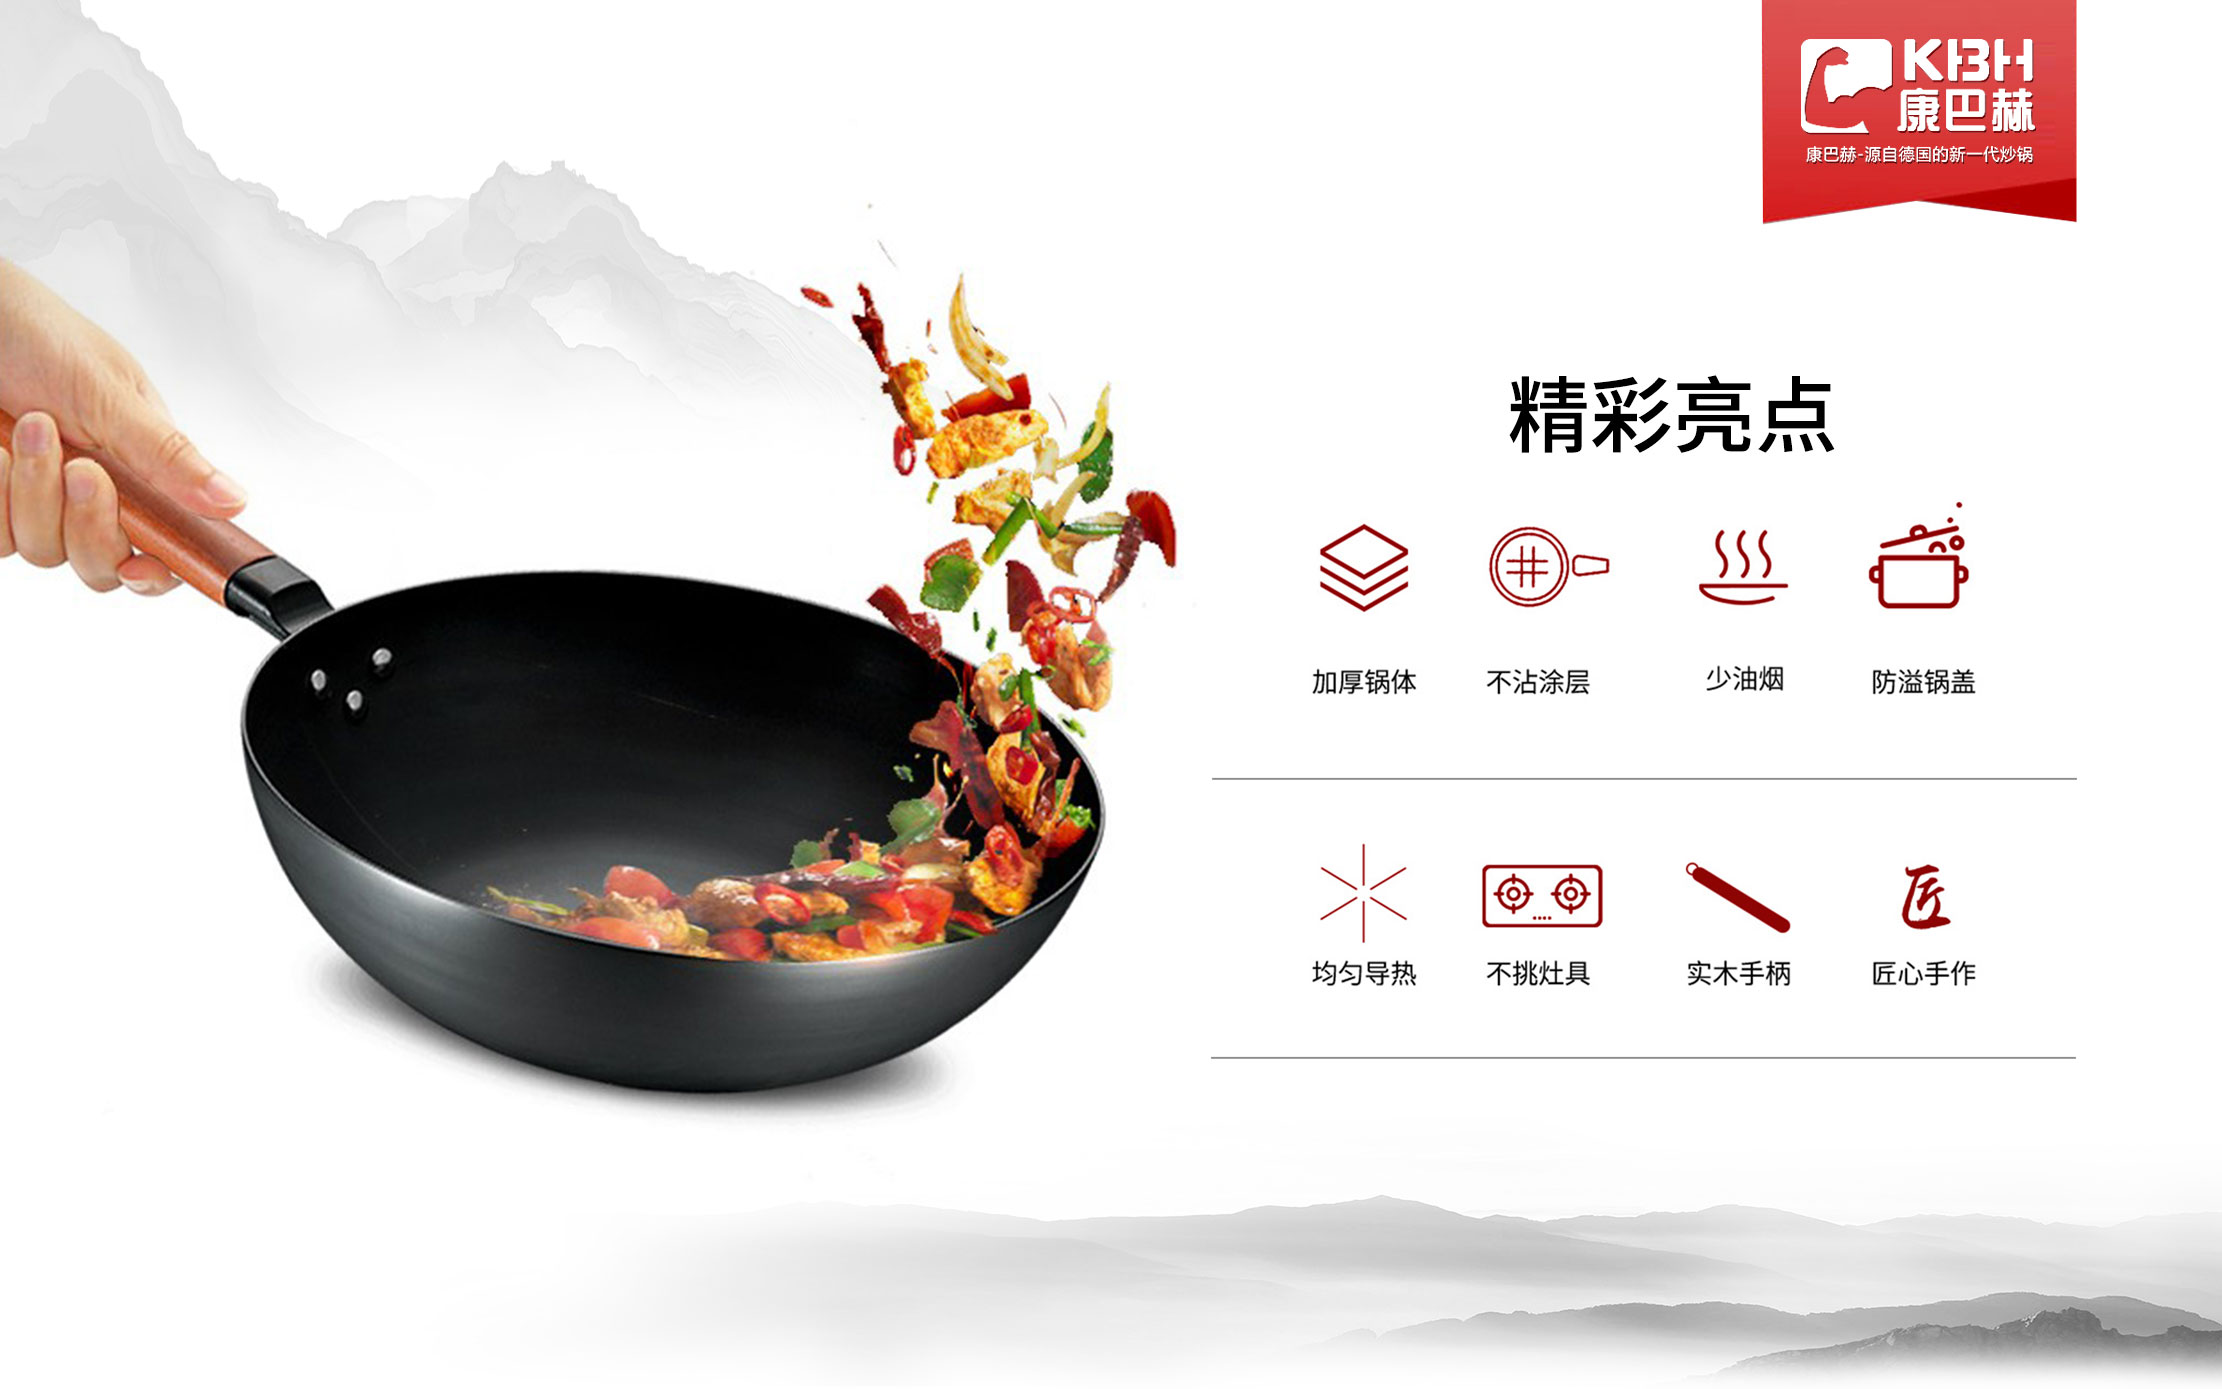 KBH
康巴赫
康巴赫-源自德国的新一代炒锅
精彩亮点
加厚锅体
不沾涂层
少油烟
防溢锅盖
匠
均匀导热
不挑灶具
实木手柄
匠心手作